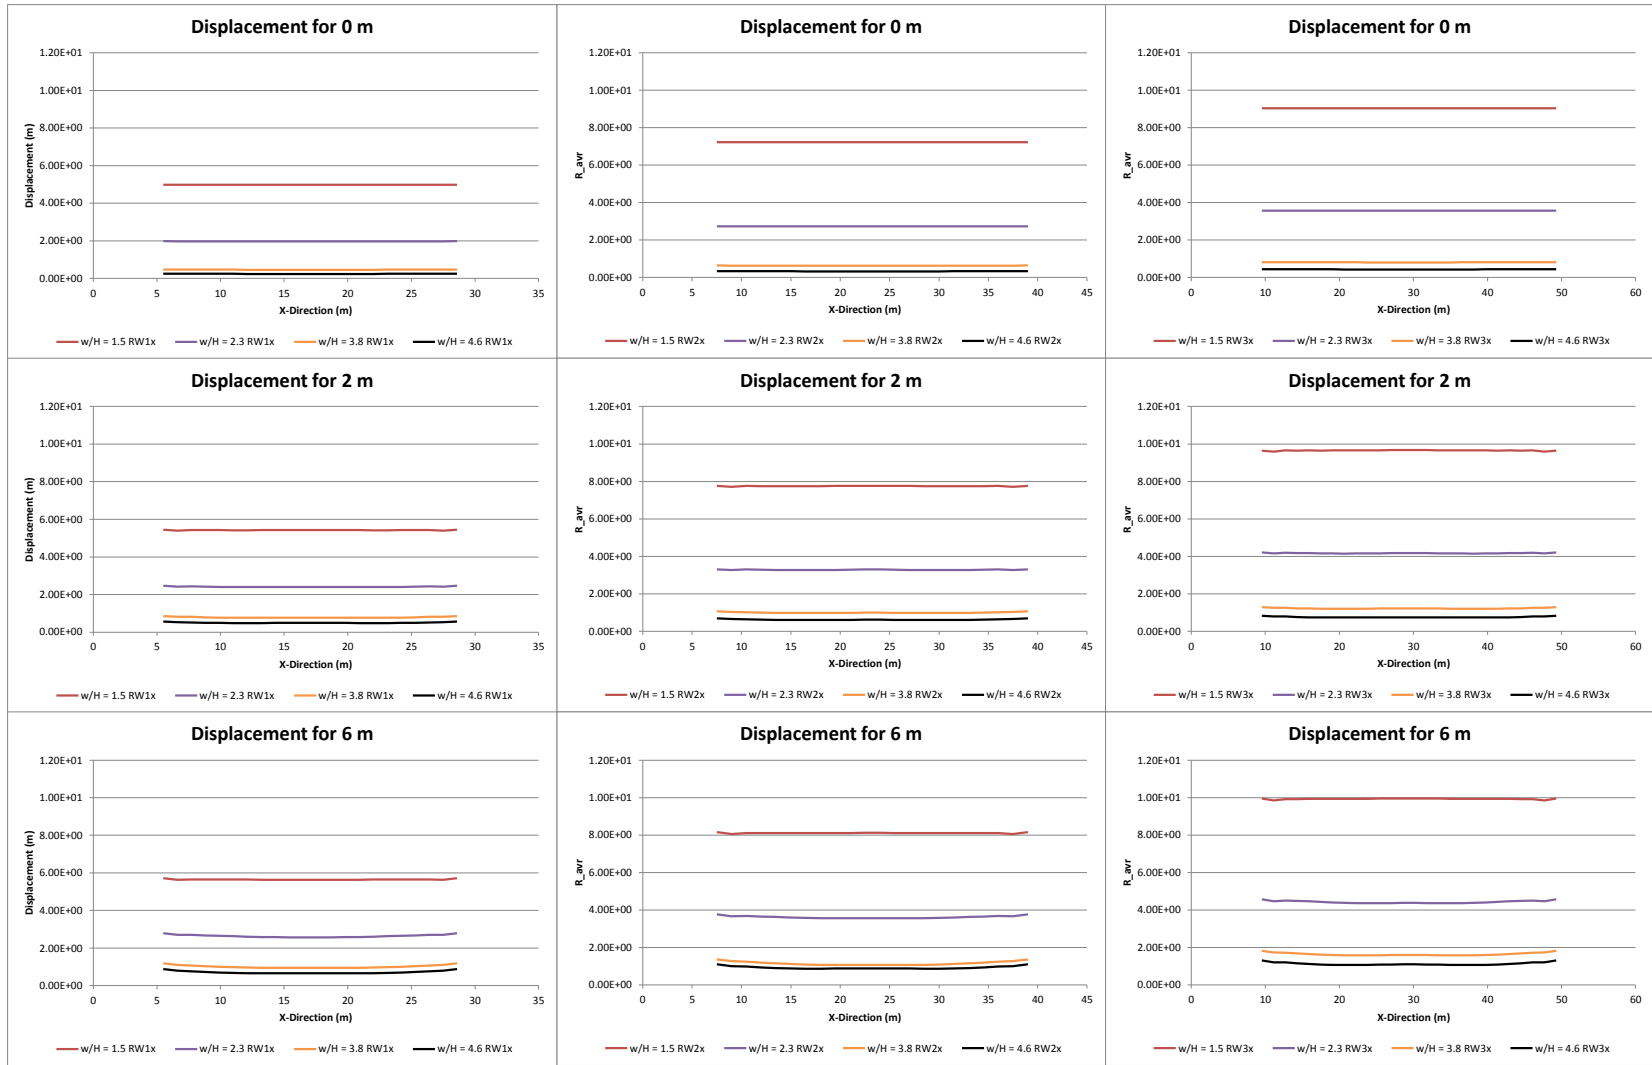 Displacement for 0 m
1.20E+01
1.00E+01
8.00E+00
6.00E+00
4.00E+00
2.00E+00
0.00E+00
Displacement (m)
0 5 10 15 20 25 30 35
X-Direction (m)
w/H = 1.5 RW1x w/H = 2.3 RW1x w/H = 3.8 RW1x w/H = 4.6 RW1x
Displacement for 0 m
1.20E+01
1.00E+01
8.00E+00
6.00E+00
4.00E+00
2.00E+00
0.00E+00
R_avr
0 5 10 15 20 25 30 35 40 45
X-Direction (m)
w/H = 1.5 RW2x w/H = 2.3 RW2x w/H = 3.8 RW2x w/H = 4.6 RW2x
Displacement for 0 m
1.20E+01
1.00E+01
8.00E+00
6.00E+00
4.00E+00
2.00E+00
0.00E+00
R_avr
0 10 20 30 40 50 60
X-Direction (m)
w/H = 1.5 RW3x w/H = 2.3 RW3x w/H = 3.8 RW3x w/H = 4.6 RW3x
Displacement for 2 m
1.20E+01
1.00E+01
8.00E+00
6.00E+00
4.00E+00
2.00E+00
0.00E+00
Displacement (m)
0 5 10 15 20 25 30 35
X-Direction (m)
w/H = 1.5 RW1x w/H = 2.3 RW1x w/H = 3.8 RW1x w/H = 4.6 RW1x
Displacement for 2 m
1.20E+01
1.00E+01
8.00E+00
6.00E+00
4.00E+00
2.00E+00
0.00E+00
R_avr
0 5 10 15 20 25 30 35 40 45
X-Direction (m)
w/H = 1.5 RW2x w/H = 2.3 RW2x w/H = 3.8 RW2x w/H = 4.6 RW2x
Displacement for 2 m
1.20E+01
1.00E+01
8.00E+00
6.00E+00
4.00E+00
2.00E+00
0.00E+00
R_avr
0 10 20 30 40 50 60
X-Direction (m)
w/H = 1.5 RW3x w/H = 2.3 RW3x w/H = 3.8 RW3x w/H = 4.6 RW3x
Displacement for 6 m
1.20E+01
1.00E+01
8.00E+00
6.00E+00
4.00E+00
2.00E+00
0.00E+00
Displacement (m)
0 5 10 15 20 25 30 35
X-Direction (m)
w/H = 1.5 RW1x w/H = 2.3 RW1x w/H = 3.8 RW1x w/H = 4.6 RW1x
Displacement for 6 m
1.20E+01
1.00E+01
8.00E+00
6.00E+00
4.00E+00
2.00E+00
0.00E+00
R_avr
0 5 10 15 20 25 30 35 40 45
X-Direction (m)
w/H = 1.5 RW2x w/H = 2.3 RW2x w/H = 3.8 RW2x w/H = 4.6 RW2x
Displacement for 6 m
1.20E+01
1.00E+01
8.00E+00
6.00E+00
4.00E+00
2.00E+00
0.00E+00
R_avr
0 10 20 30 40 50 60
X-Direction (m)
w/H = 1.5 RW3x w/H = 2.3 RW3x w/H = 3.8 RW3x w/H = 4.6 RW3x